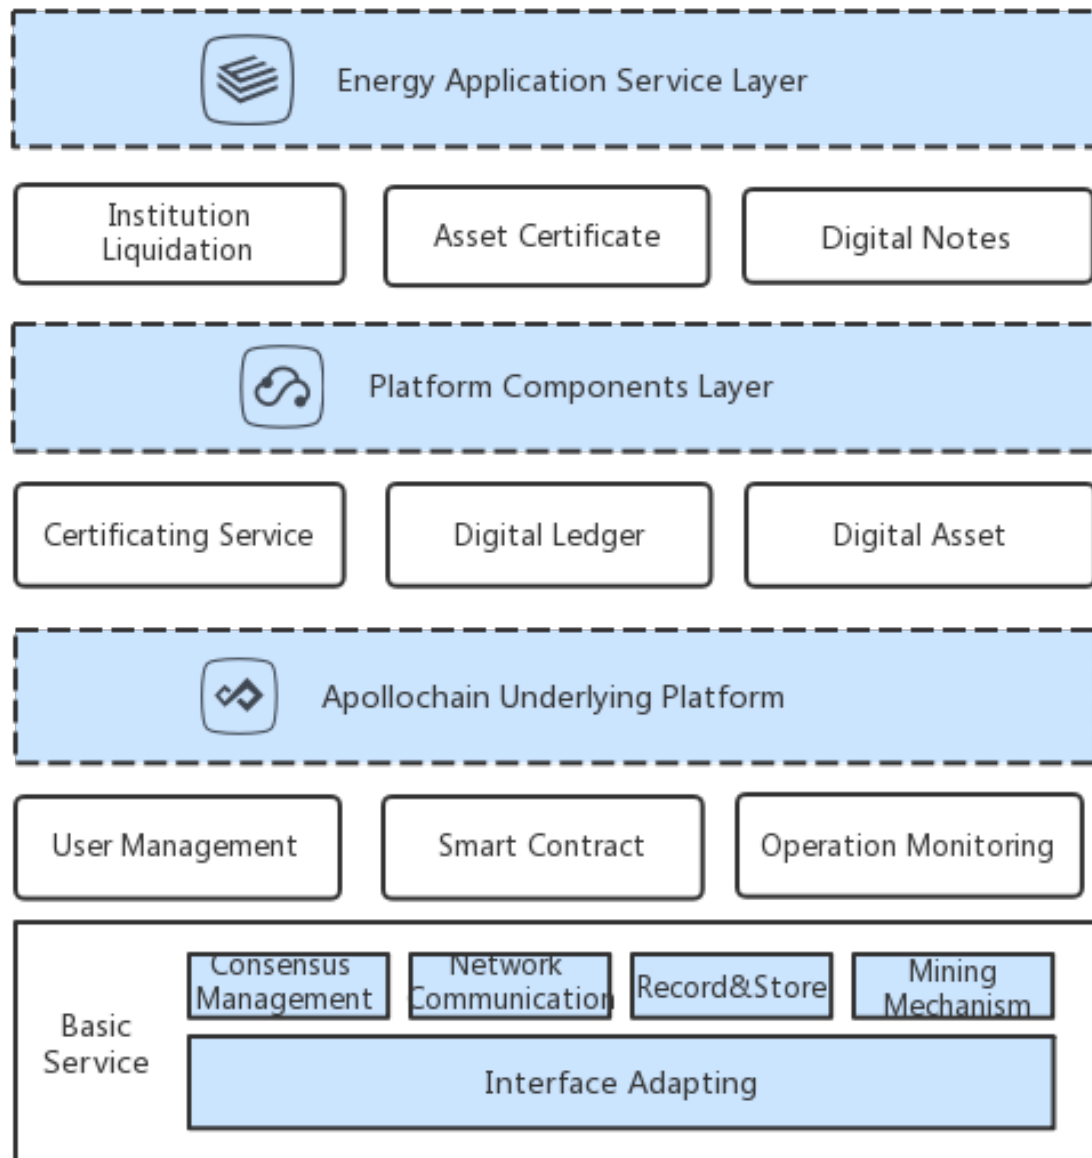 Energy Application Service Layer
Institution
Liquidation
Asset Certificate
Digital Notes
Platform Components Layer
Certificating Service
Digital Ledger
Digital Asset
Apollochain Underlying Platform
User Management
Smart Contract
Operation Monitoring
Basic
Service
Consensus
Management
Network
Communication
Record&Store
Mining
Mechanism
Interface Adapting